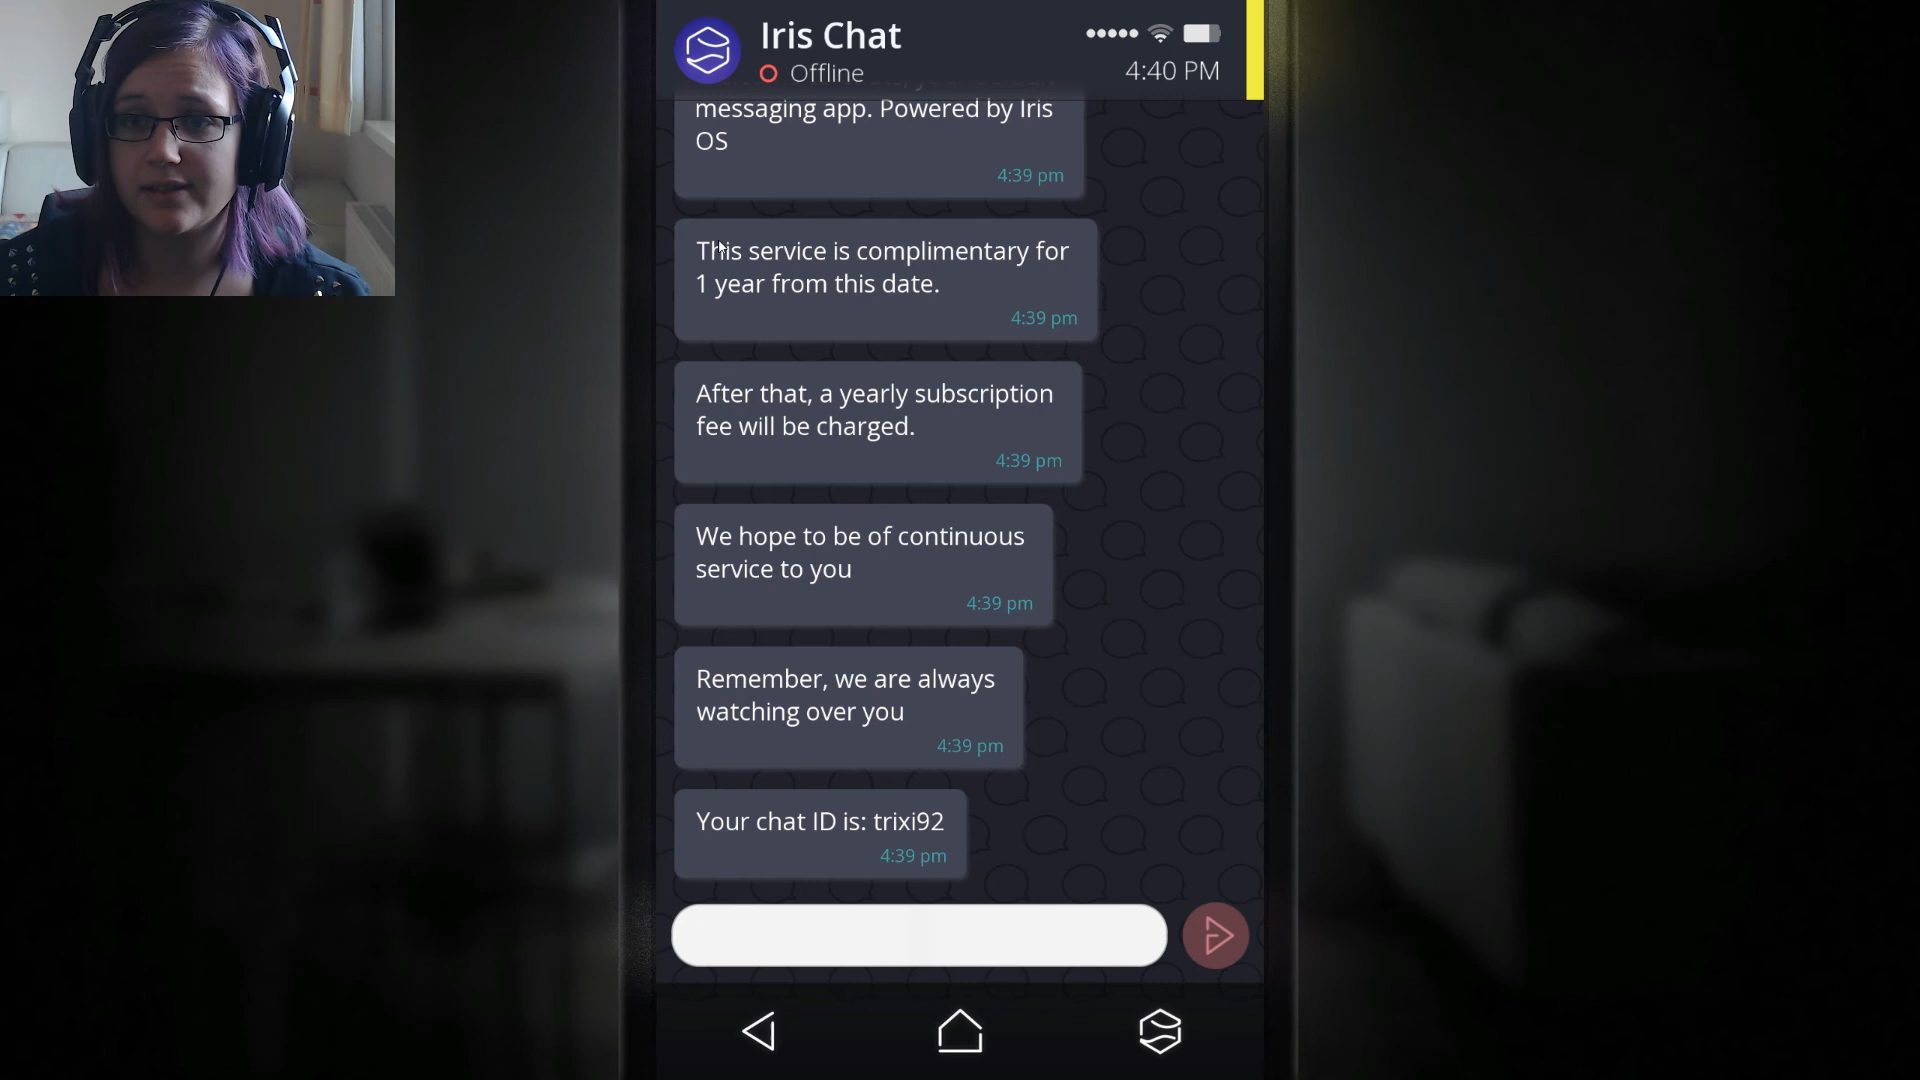 Iris Chat
Offline
4:40 PM
messaging app. Powered by Iris
OS
4:39 pm
This service is complimentary for
1 year from this date.
4:39 pm
After that, a yearly subscription
fee will be charged.
4:39 pm
We hope to be of continuous
service to you
4:39 pm
Remember, we are always
watching over you
4:39 pm
Your chat ID is: trixi92
4:39 pm